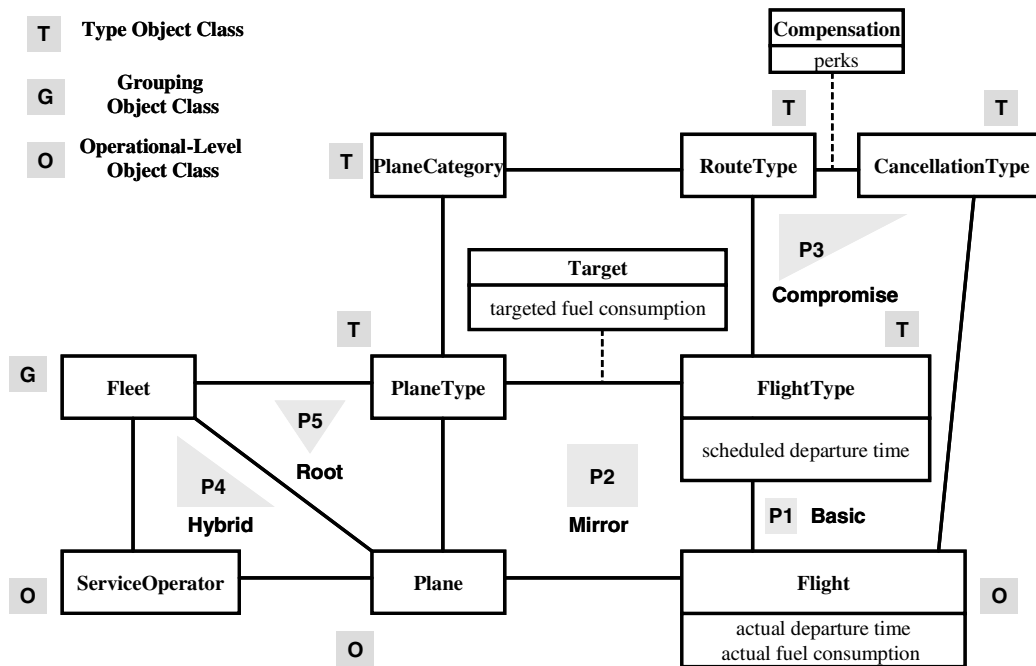 T
Type Object Class
Compensation
perks
G
Grouping
Object Class
T
T
O
Operational-Level
Object Class
T
PlaneCategory
RouteType
CancellationType
P3
Compromise
Target
targeted fuel consumption
T
T
G
Fleet
PlaneType
FlightType
scheduled departure time
P5
Root
P4
Hybrid
P2
Mirror
P1
Basic
O
ServiceOperator
Plane
Flight
O
actual departure time
actual fuel consumption
O